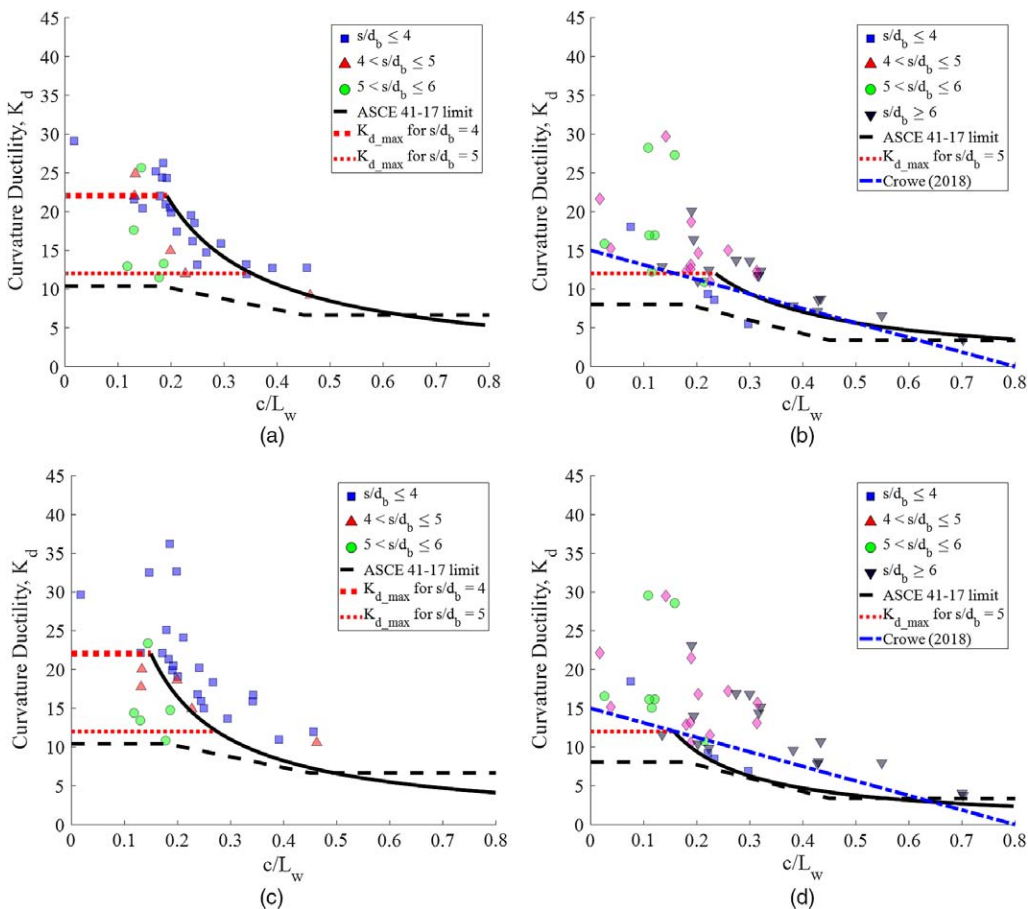 45
40
35
30
25
20
15
10
5
0
Curvature Ductility, K_d
0 0.1 0.2 0.3 0.4 0.5 0.6 0.7 0.8
c/L_w
s/d_b ≤ 4
4 < s/d_b ≤ 5
5 < s/d_b ≤ 6
ASCE 41-17 limit
K_d_max for s/d_b = 4
K_d_max for s/d_b = 5
(a)
45
40
35
30
25
20
15
10
5
0
Curvature Ductility, K_d
0 0.1 0.2 0.3 0.4 0.5 0.6 0.7 0.8
c/L_w
s/d_b ≤ 4
4 < s/d_b ≤ 5
5 < s/d_b ≤ 6
s/d_b ≥ 6
ASCE 41-17 limit
K_d_max for s/d_b = 5
Crowe (2018)
(b)
45
40
35
30
25
20
15
10
5
0
Curvature Ductility, K_d
0 0.1 0.2 0.3 0.4 0.5 0.6 0.7 0.8
c/L_w
s/d_b ≤ 4
4 < s/d_b ≤ 5
5 < s/d_b ≤ 6
ASCE 41-17 limit
K_d_max for s/d_b = 4
K_d_max for s/d_b = 5
(c)
45
40
35
30
25
20
15
10
5
0
Curvature Ductility, K_d
0 0.1 0.2 0.3 0.4 0.5 0.6 0.7 0.8
c/L_w
s/d_b ≤ 4
4 < s/d_b ≤ 5
5 < s/d_b ≤ 6
s/d_b ≥ 6
ASCE 41-17 limit
K_d_max for s/d_b = 5
Crowe (2018)
(d)